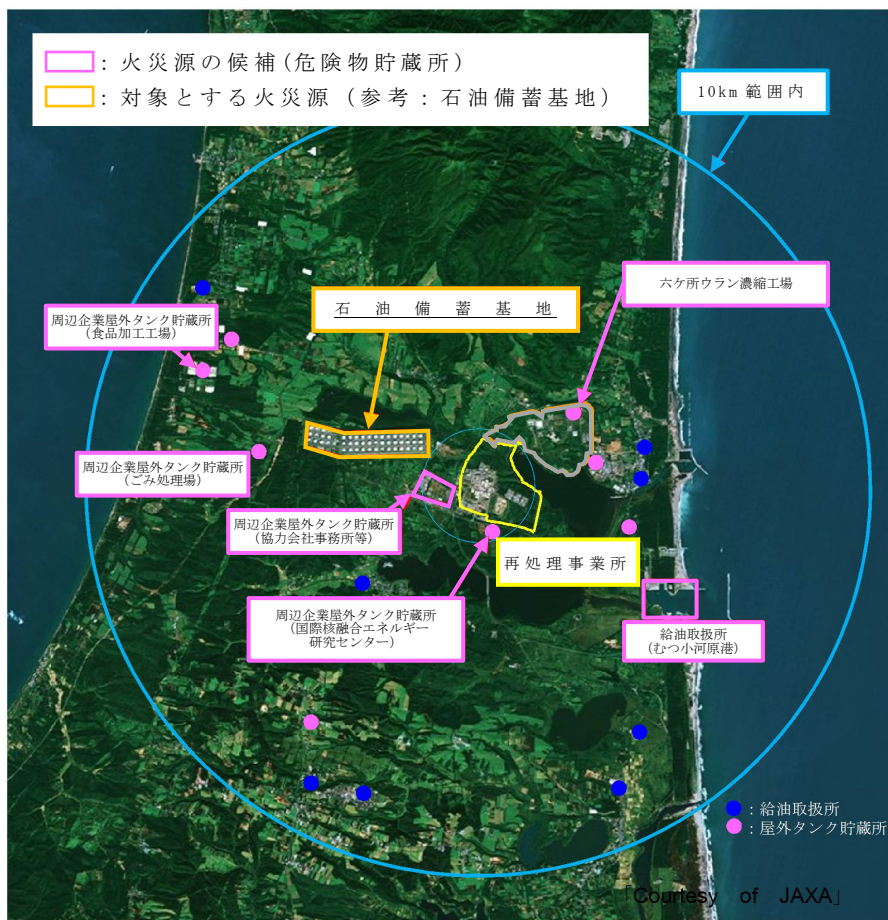 ：火災源の候補(危険物貯蔵所)
：対象とする火災源（参考：石油備蓄基地）
10km範囲内
六ケ所ウラン濃縮工場
石油備蓄基地
周辺企業屋外タンク貯蔵所
(食品加工工場)
周辺企業屋外タンク貯蔵所
(ごみ処理場)
周辺企業屋外タンク貯蔵所
(協力会社事務所等)
再処理事業所
周辺企業屋外タンク貯蔵所
(国際核融合エネルギー
研究センター)
給油取扱所
(むつ小河原港)
：給油取扱所
：屋外タンク貯蔵所
「Courtesy of JAXA」